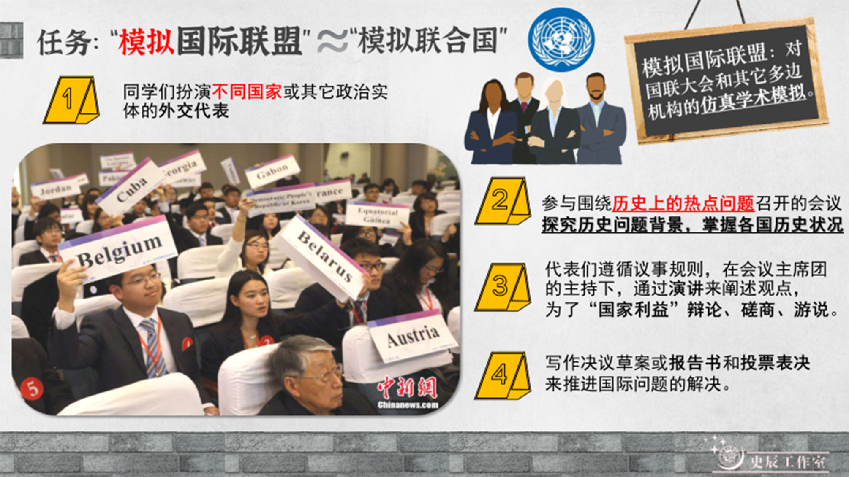 任务: “模拟国际联盟”≈“模拟联合国”
模拟国际联盟：对
国联大会和其它多边
机构的仿真学术模拟。
1
同学们扮演不同国家或其它政治实
体的外交代表
Jordan
Cuba
Georgia
Gabon
Democratic People's
Republic Korea
France
Equatorial
Guinea
Belgium
Belarus
Austria
5
中新网
Chinanews.com
2
参与围绕历史上的热点问题召开的会议
探究历史问题背景，掌握各国历史状况
3
代表们遵循议事规则，在会议主席团
的主持下，通过演讲来阐述观点，
为了“国家利益”辩论、磋商、游说。
4
写作决议草案或报告书和投票表决
来推进国际问题的解决。
史辰工作室